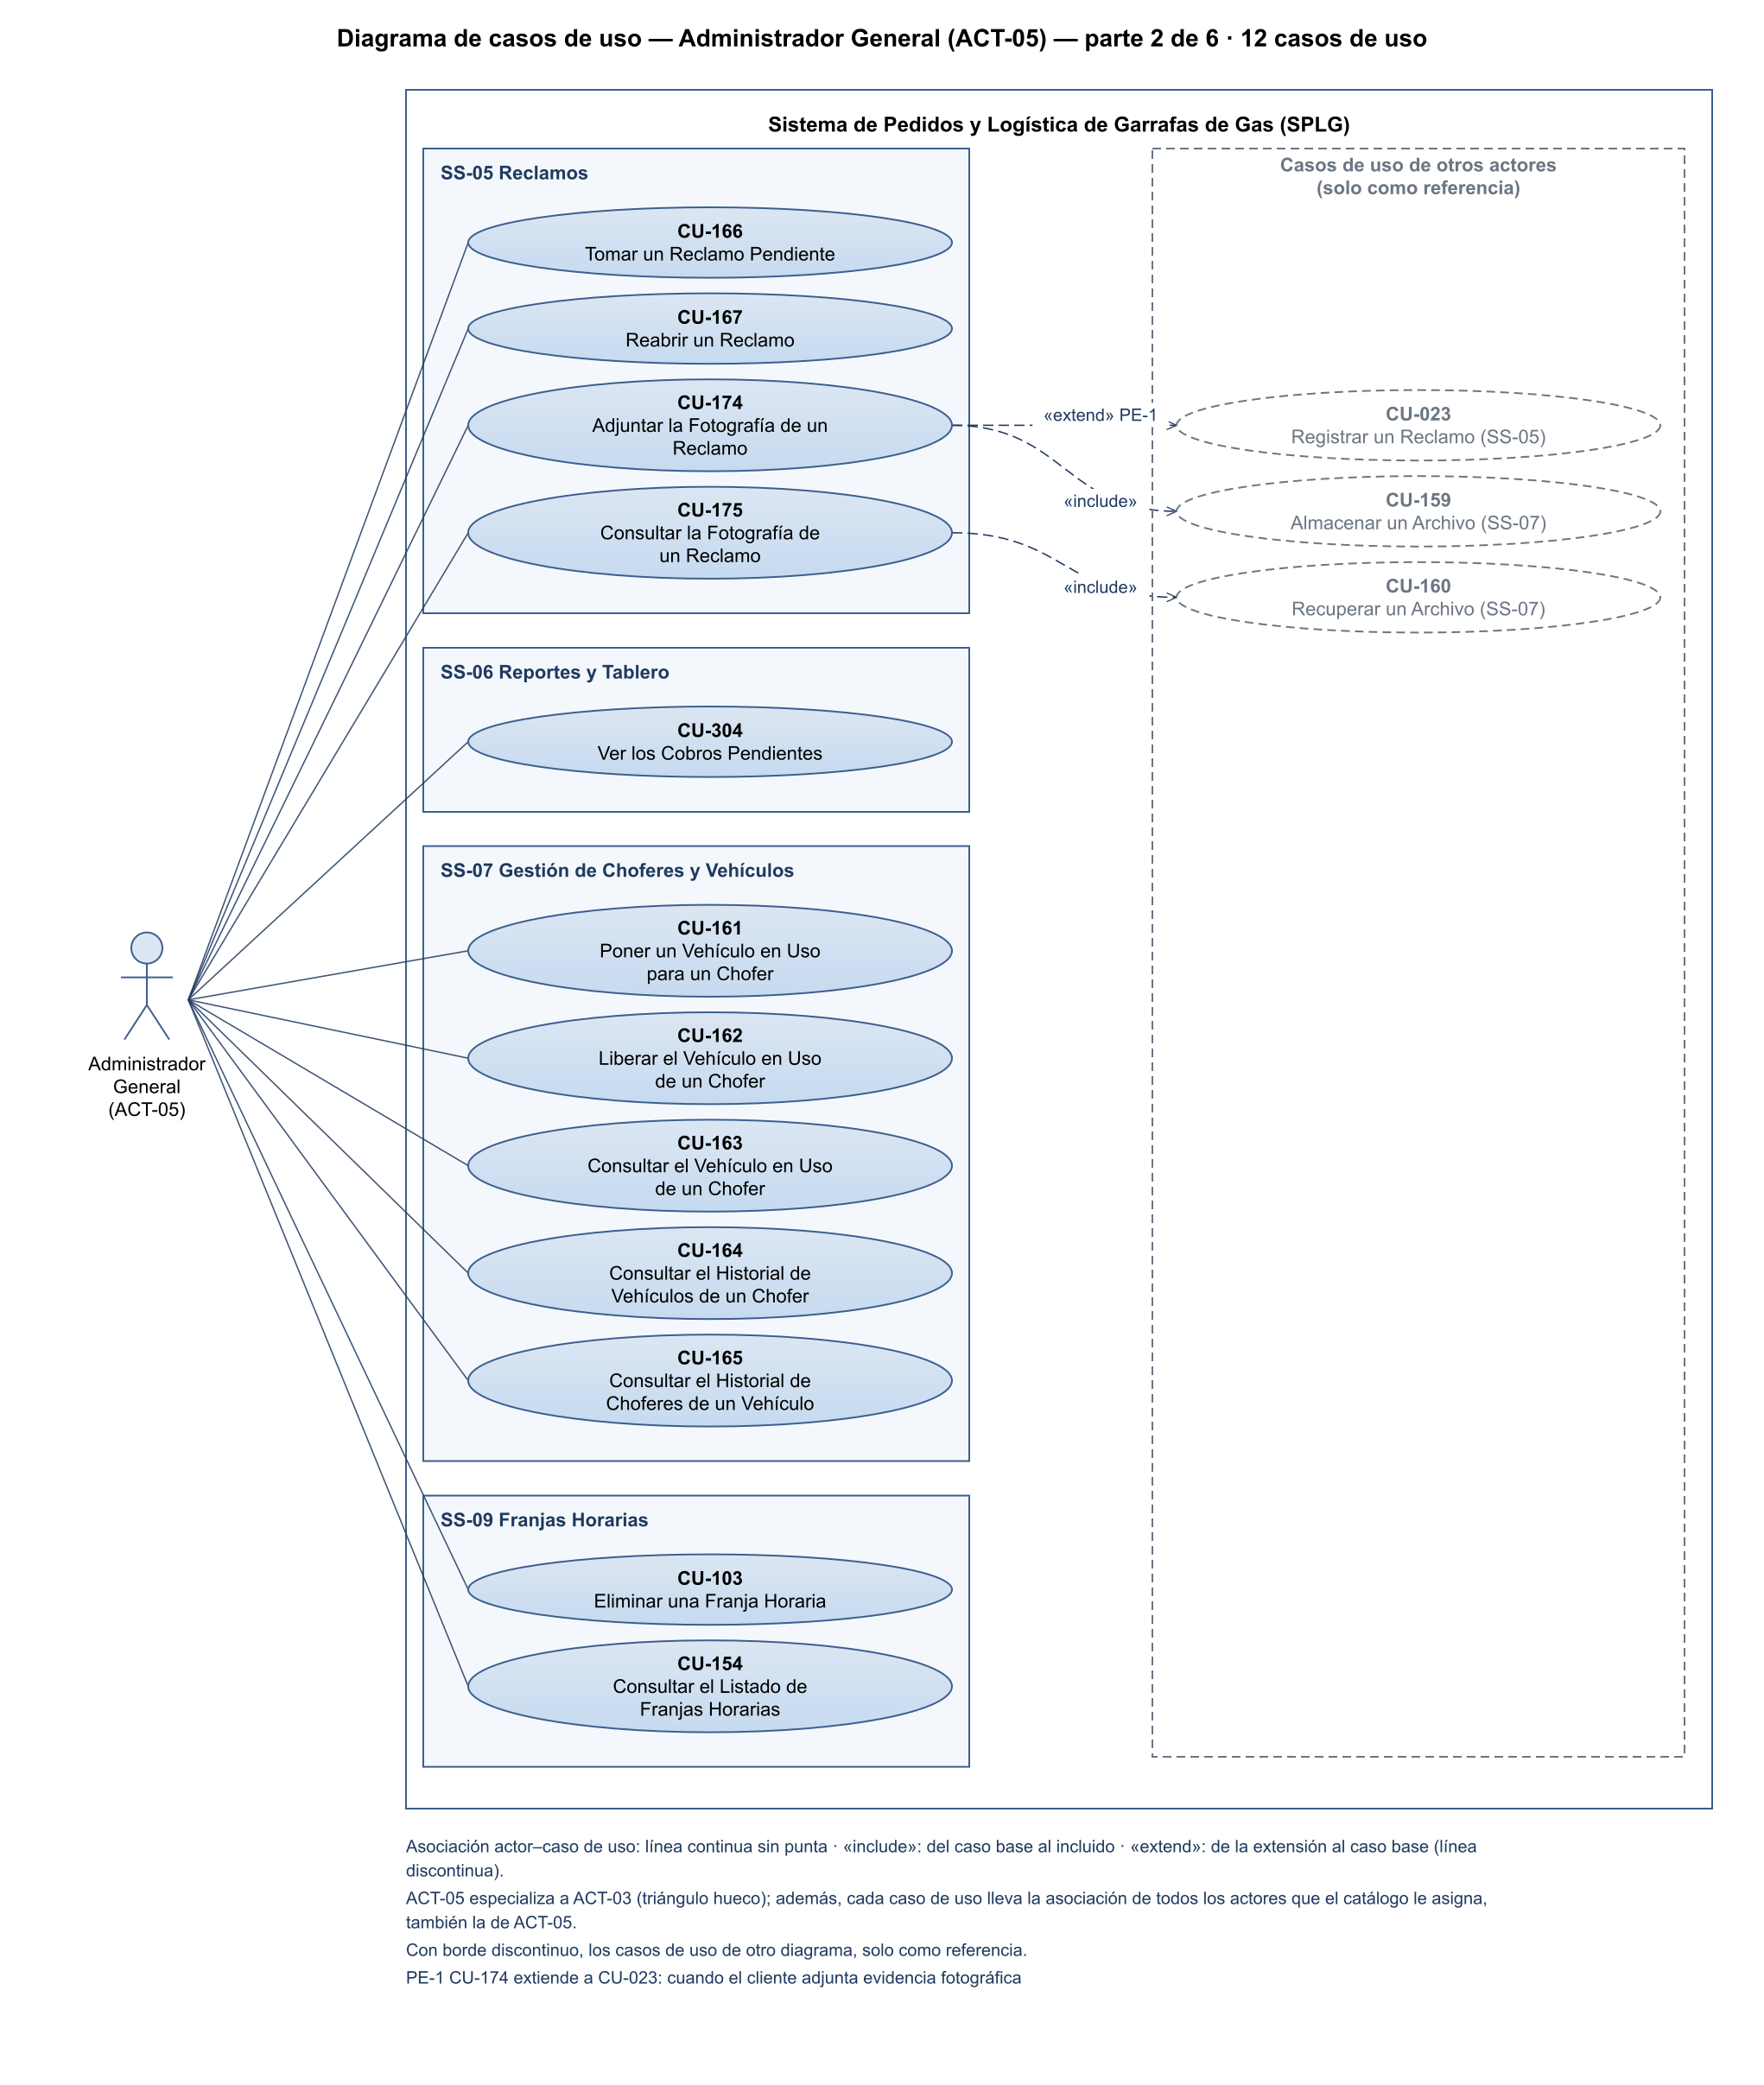 Diagrama de casos de uso — Administrador General (ACT-05) — parte 2 de 6 · 12 casos de uso
Sistema de Pedidos y Logística de Garrafas de Gas (SPLG)
SS-05 Reclamos
CU-166
Tomar un Reclamo Pendiente
CU-167
Reabrir un Reclamo
CU-174
Adjuntar la Fotografía de un
Reclamo
CU-175
Consultar la Fotografía de
un Reclamo
Casos de uso de otros actores
(solo como referencia)
«extend» PE-1
CU-023
Registrar un Reclamo (SS-05)
«include»
CU-159
Almacenar un Archivo (SS-07)
«include»
CU-160
Recuperar un Archivo (SS-07)
SS-06 Reportes y Tablero
CU-304
Ver los Cobros Pendientes
SS-07 Gestión de Choferes y Vehículos
CU-161
Poner un Vehículo en Uso
para un Chofer
CU-162
Liberar el Vehículo en Uso
de un Chofer
CU-163
Consultar el Vehículo en Uso
de un Chofer
CU-164
Consultar el Historial de
Vehículos de un Chofer
CU-165
Consultar el Historial de
Choferes de un Vehículo
Administrador
General
(ACT-05)
SS-09 Franjas Horarias
CU-103
Eliminar una Franja Horaria
CU-154
Consultar el Listado de
Franjas Horarias
Asociación actor–caso de uso: línea continua sin punta · «include»: del caso base al incluido · «extend»: de la extensión al caso base (línea
discontinua).
ACT-05 especializa a ACT-03 (triángulo hueco); además, cada caso de uso lleva la asociación de todos los actores que el catálogo le asigna,
también la de ACT-05.
Con borde discontinuo, los casos de uso de otro diagrama, solo como referencia.
PE-1 CU-174 extiende a CU-023: cuando el cliente adjunta evidencia fotográfica